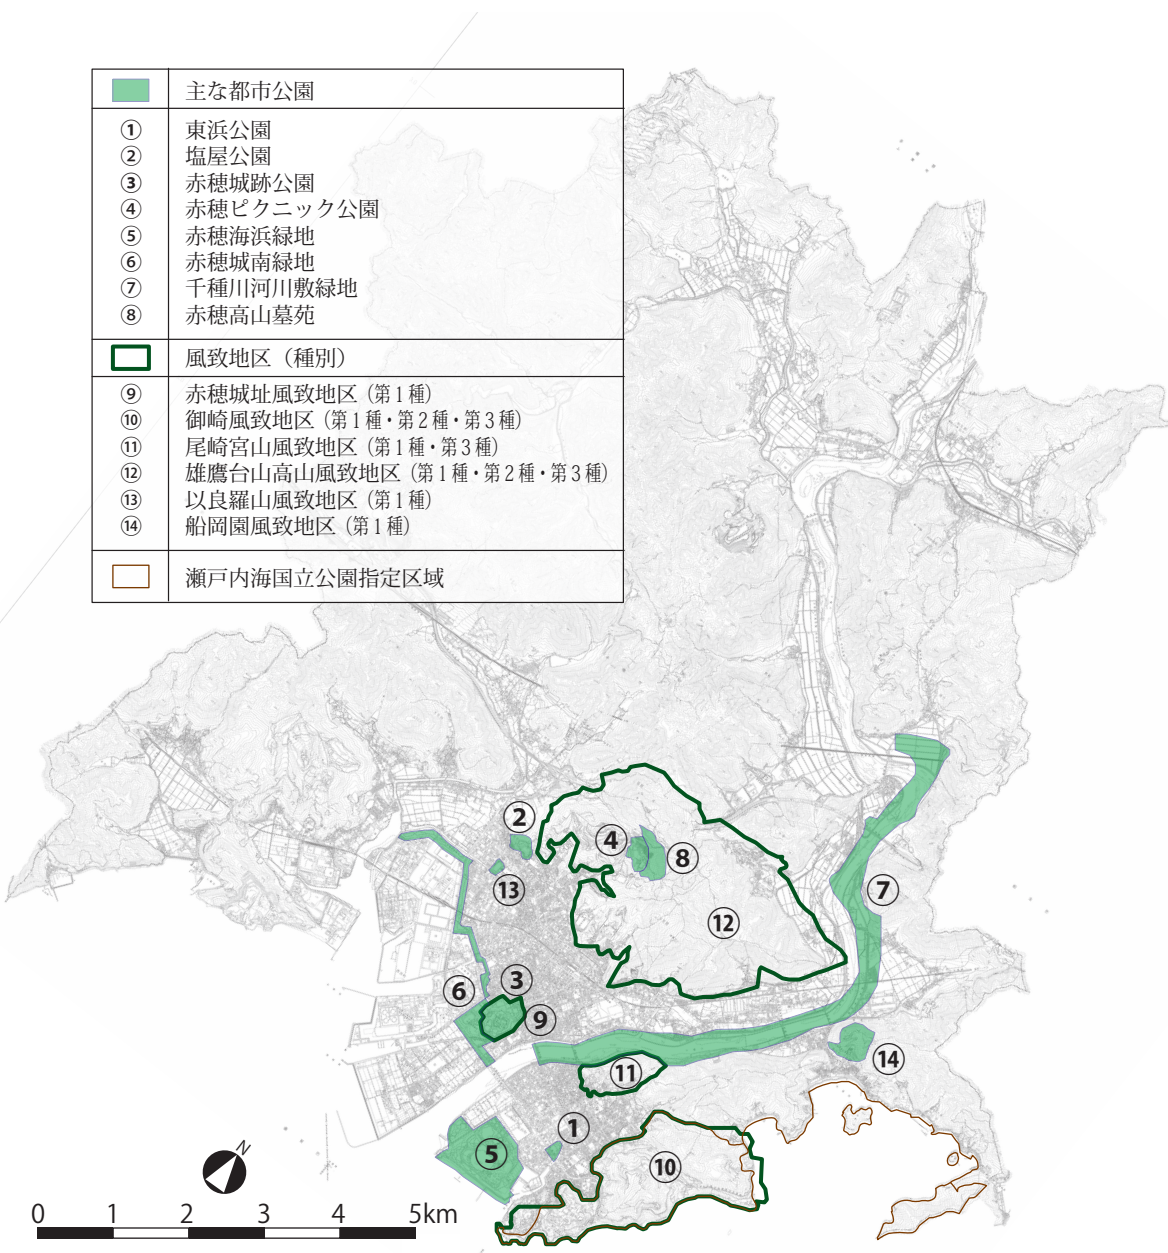 主な都市公園
① 東浜公園
② 塩屋公園
③ 赤穂城跡公園
④ 赤穂ピクニック公園
⑤ 赤穂海浜緑地
⑥ 赤穂城南緑地
⑦ 千種川河川敷緑地
⑧ 赤穂高山墓苑
風致地区（種別）
⑨ 赤穂城址風致地区（第１種）
⑩ 御崎風致地区（第１種・第２種・第３種）
⑪ 尾崎宮山風致地区（第１種・第３種）
⑫ 雄鷹台山高山風致地区（第１種・第２種・第３種）
⑬ 以良羅山風致地区（第１種）
⑭ 船岡園風致地区（第１種）
瀬戸内海国立公園指定区域
②
④
⑧
⑬
⑦
⑫
③
⑥
⑨
⑭
⑪
①
⑤
⑩
N
0 1 2 3 4 5km